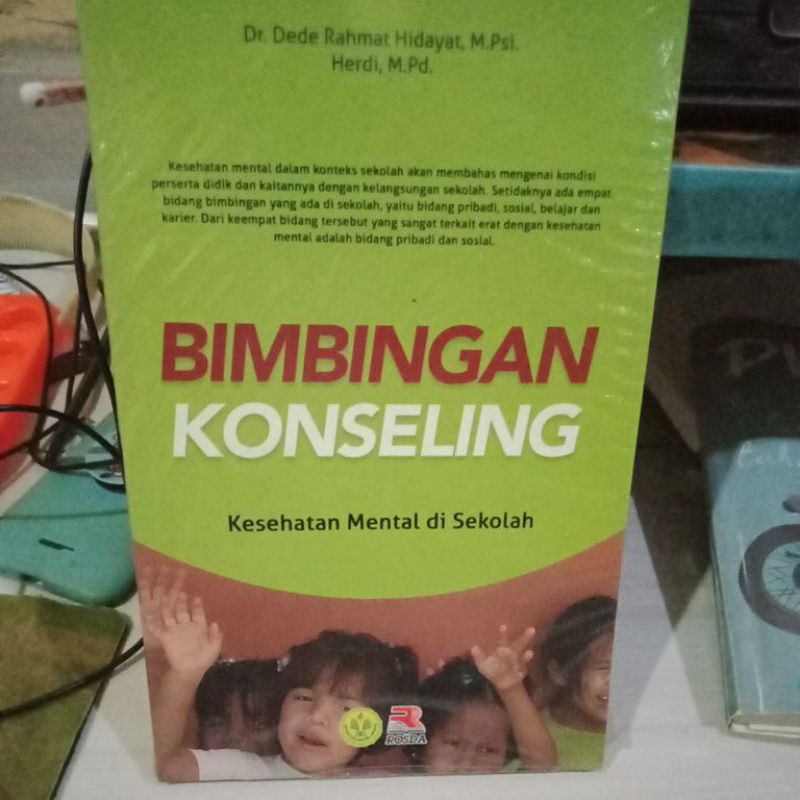 Dr. Dede Rahmat Hidayat, M.Psi.
Herdi, M.Pd.
Kesehatan mental dalam konteks sekolah akan membahas mengenai kondisi
perserta didik dan kaitannya dengan kelangsungan sekolah. Setidaknya ada empat
bidang bimbingan yang ada di sekolah, yaitu bidang pribadi, sosial, belajar dan
karier. Dari keempat bidang tersebut yang sangat terkait erat dengan kesehatan
mental adalah bidang pribadi dan sosial.
BIMBINGAN
KONSELING
Kesehatan Mental di Sekolah
ROSDA